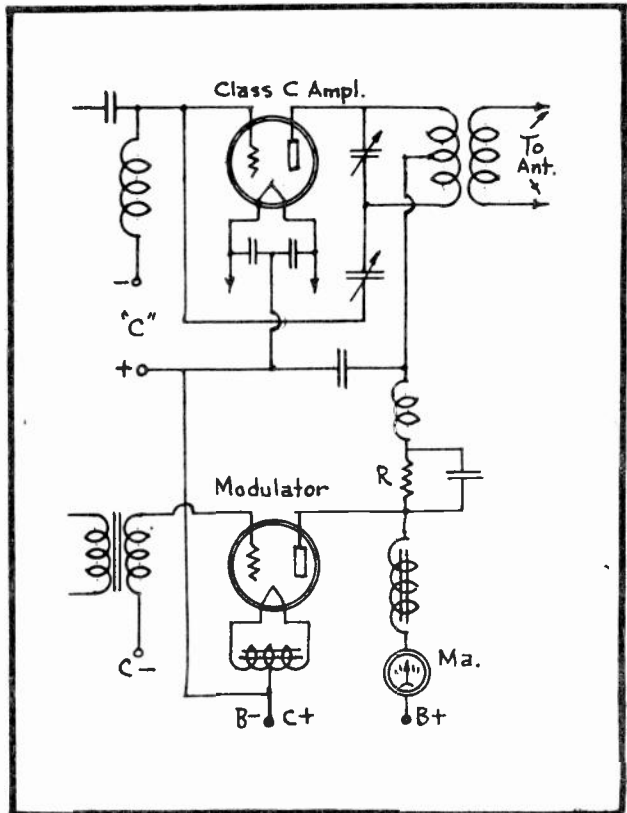 Class C Ampl.
To
Ant.
-
"C"
+
R
Modulator
C-
Ma.
B- C+
B+